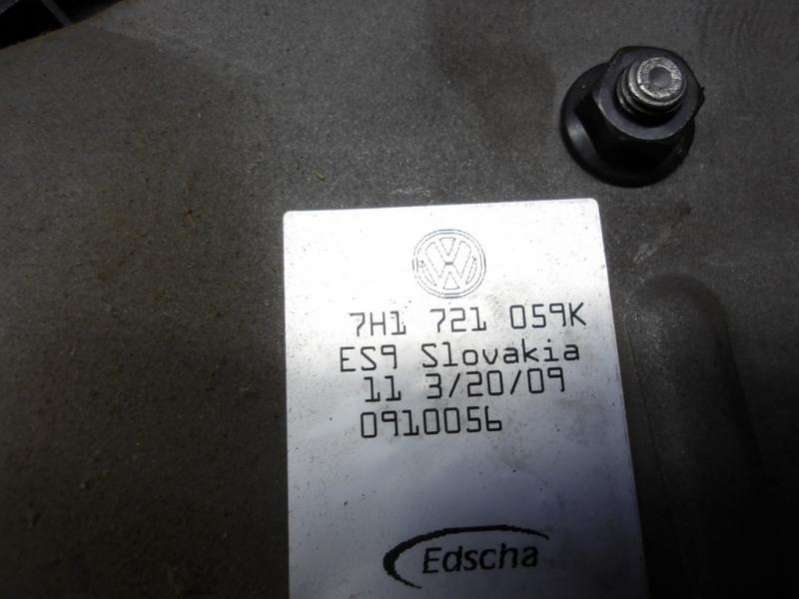 7H1 721 059K
ES9 Slovakia
11 3/20/09
0910056
Edscha